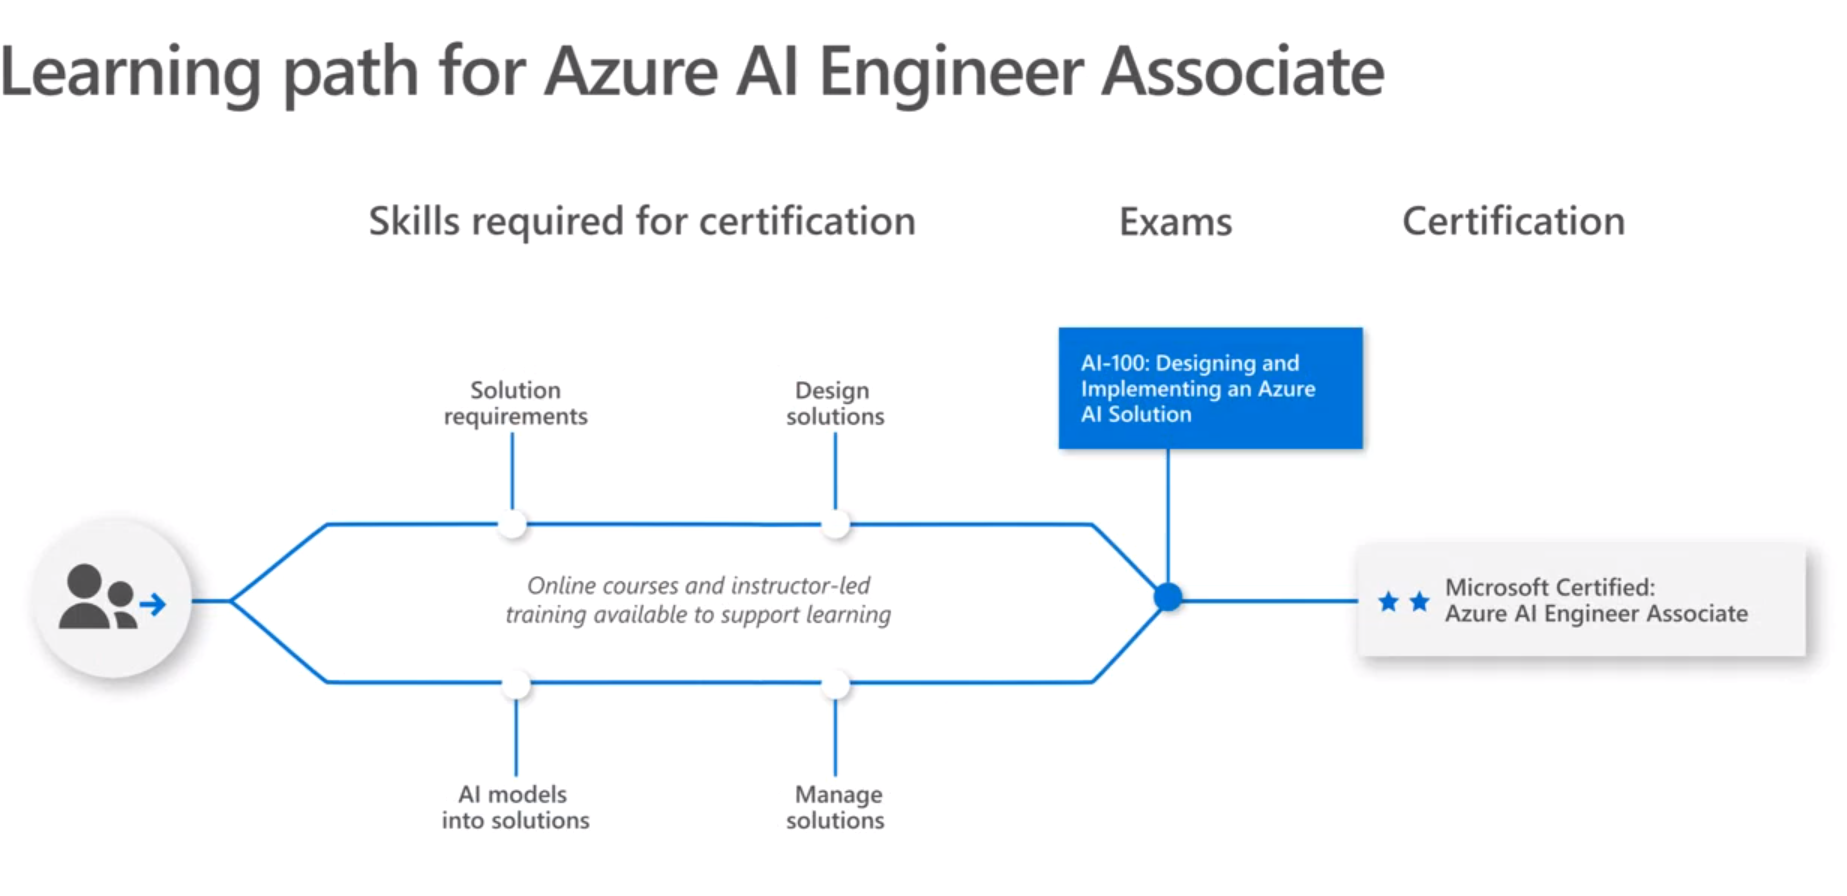 Learning path for Azure AI Engineer Associate
Skills required for certification
Exams
Certification
AI-100: Designing and
Implementing an Azure
AI Solution
Solution
requirements
Design
solutions
Online courses and instructor-led
training available to support learning
Microsoft Certified:
Azure AI Engineer Associate
AI models
into solutions
Manage
solutions